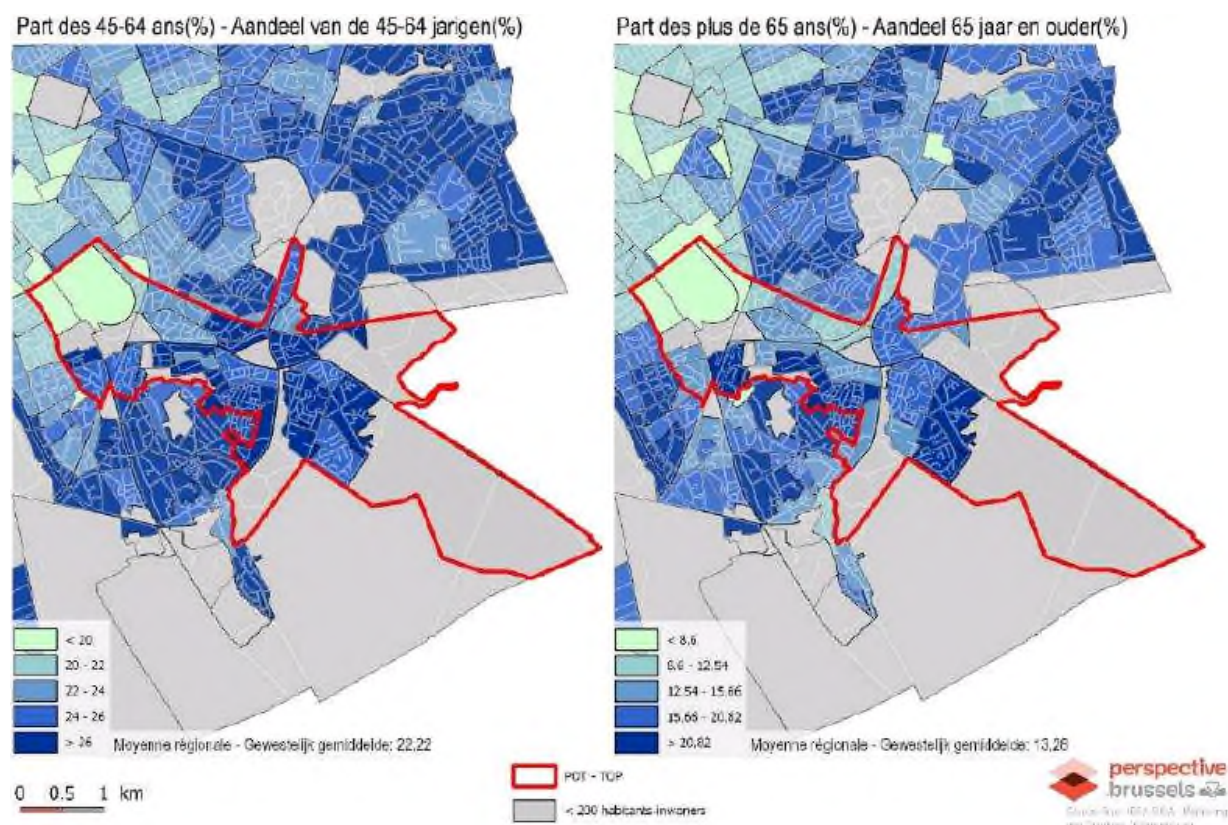 Part des 45-64 ans(%) - Aandeel van de 45-64 jarigen(%)
Part des plus de 65 ans(%) - Aandeel 65 jaar en ouder(%)
< 20
20 - 22
22 - 24
24 - 26
> 26
Moyenne régionale - Gewestelijk gemiddelde: 22,22
< 8,6
8,6 - 12,54
12,54 - 15,66
15,66 - 20,82
> 20,82
Moyenne régionale - Gewestelijk gemiddelde: 13,26
0 0.5 1 km
POT - TOP
< 200 habitants-inwoners
perspective
.brussels